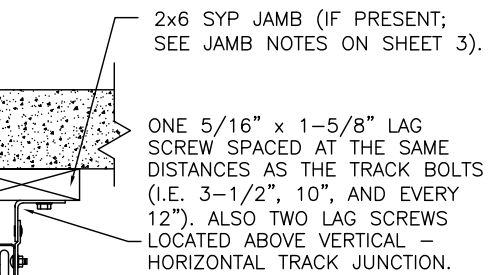 2x6 SYP JAMB (IF PRESENT;
SEE JAMB NOTES ON SHEET 3).
ONE 5/16" x 1-5/8" LAG
SCREW SPACED AT THE SAME
DISTANCES AS THE TRACK BOLTS
(I.E. 3-1/2", 10", AND EVERY
12"). ALSO TWO LAG SCREWS
LOCATED ABOVE VERTICAL -
HORIZONTAL TRACK JUNCTION.